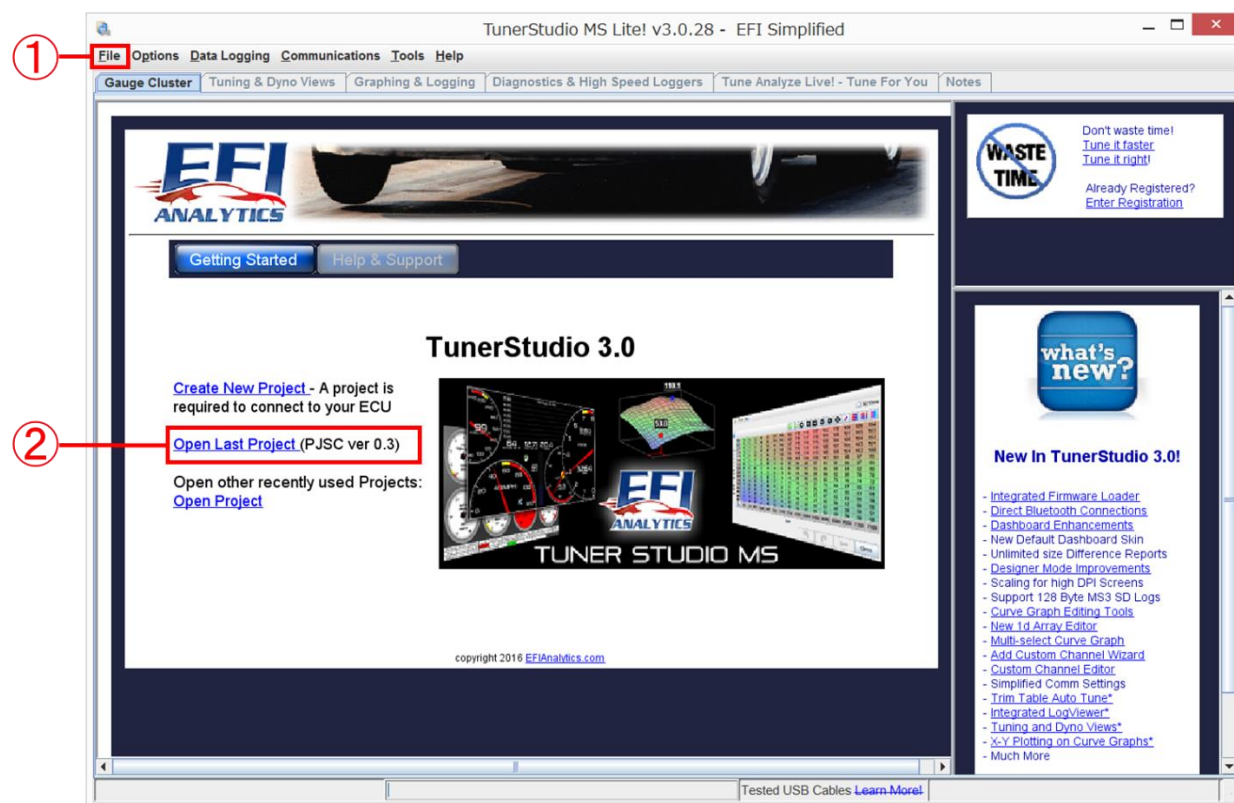 TunerStudio MS Lite! v3.0.28 - EFI Simplified
①
File Options Data Logging Communications Tools Help
Gauge Cluster Tuning & Dyno Views Graphing & Logging Diagnostics & High Speed Loggers Tune Analyze Live! - Tune For You Notes
EFI
ANALYTICS
Getting Started Help & Support
TunerStudio 3.0
Create New Project - A project is
required to connect to your ECU
②
Open Last Project (PJSC ver 0.3)
Open other recently used Projects:
Open Project
EFI
ANALYTICS
TUNER STUDIO MS
copyright 2016 EFIAnalytics.com
WASTE
TIME
Don't waste time!
Tune it faster
Tune it right!
Already Registered?
Enter Registration
what's
new?
New In TunerStudio 3.0!
- Integrated Firmware Loader
- Direct Bluetooth Connections
- Dashboard Enhancements
- New Default Dashboard Skin
- Unlimited size Difference Reports
- Designer Mode Improvements
- Scaling for high DPI Screens
- Support 128 Byte MS3 SD Logs
- Curve Graph Editing Tools
- New 1d Array Editor
- Multi-select Curve Graph
- Add Custom Channel Wizard
- Custom Channel Editor
- Simplified Comm Settings
- Trim Table Auto Tune*
- Integrated LogViewer*
- Tuning and Dyno Views*
- X-Y Plotting on Curve Graphs*
- Much More
Tested USB Cables Learn More!